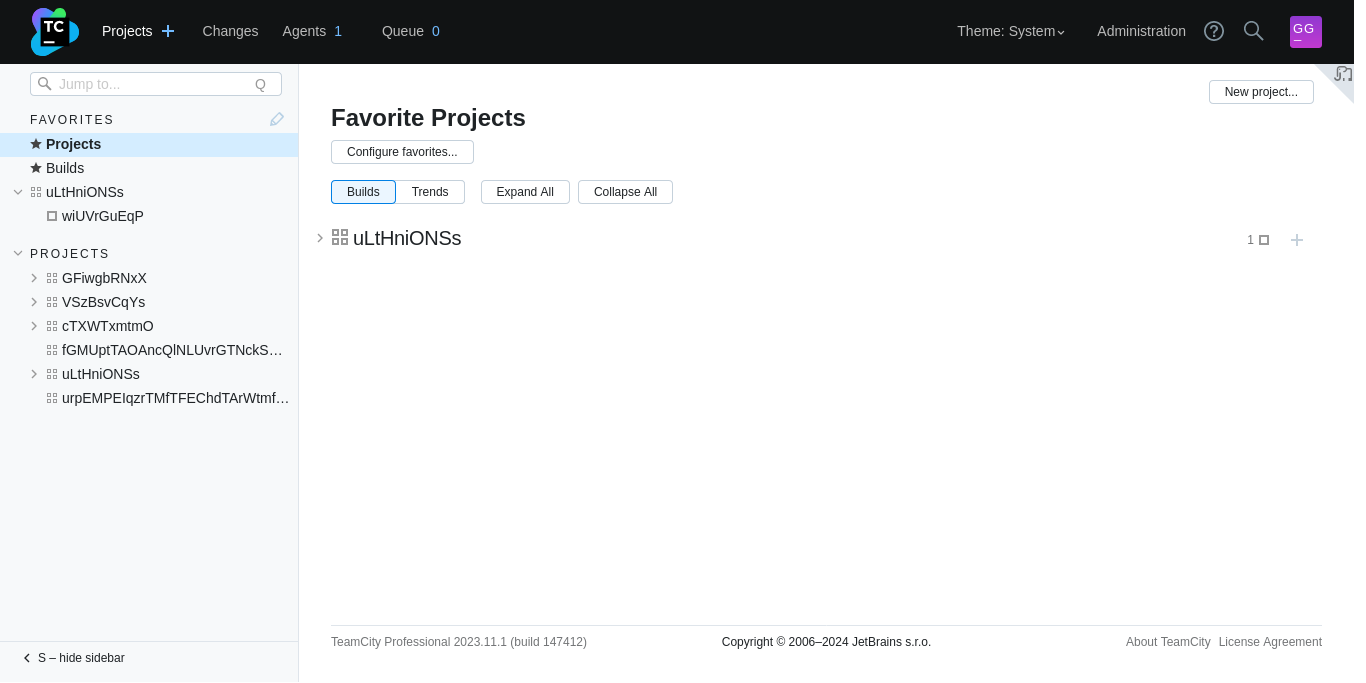 TC
Projects
Changes
Agents 1
Queue 0
Theme: System
Administration
GG
Jump to...
Q
FAVORITES
Projects
Builds
uLtHniONSs
wiUVrGuEqP
PROJECTS
GFiwgbRNxX
VSzBsvCqYs
cTXWTxmtmO
fGMUptTAOAncQlNLUvrGTNckS…
uLtHniONSs
urpEMPEIqzrTMfTFEChdTArWtmf…
S – hide sidebar
New project...
Favorite Projects
Configure favorites...
Builds
Trends
Expand All
Collapse All
uLtHniONSs
1
TeamCity Professional 2023.11.1 (build 147412)
Copyright © 2006–2024 JetBrains s.r.o.
About TeamCity
License Agreement